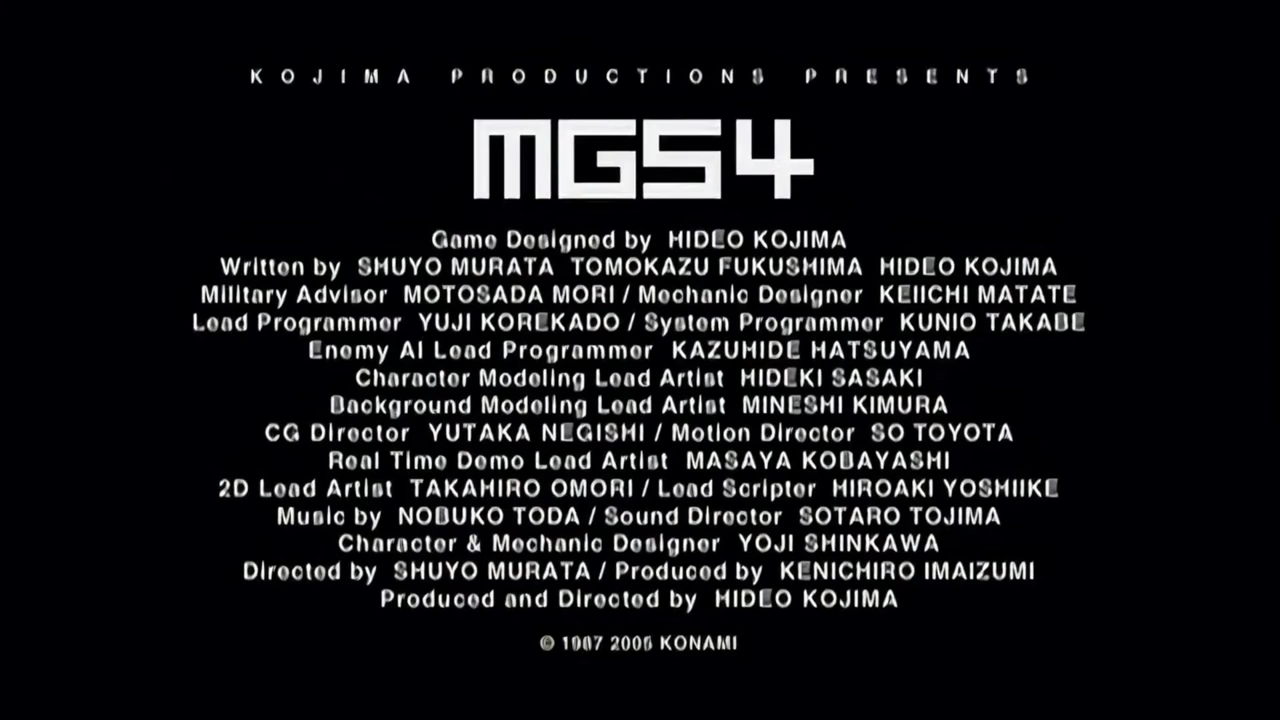 KOJIMA PRODUCTIONS PRESENTS
MGS4
Game Designed by HIDEO KOJIMA
Written by SHUYO MURATA TOMOKAZU FUKUSHIMA HIDEO KOJIMA
Military Advisor MOTOSADA MORI / Mechanic Designer KEIICHI MATATE
Lead Programmer YUJI KOREKADO / System Programmer KUNIO TAKABE
Enemy AI Lead Programmer KAZUHIDE HATSUYAMA
Character Modeling Lead Artist HIDEKI SASAKI
Background Modeling Lead Artist MINESHI KIMURA
CG Director YUTAKA NEGISHI / Motion Director SO TOYOTA
Real Time Demo Lead Artist MASAYA KOBAYASHI
2D Lead Artist TAKAHIRO OMORI / Lead Scripter HIROAKI YOSHIIKE
Music by NOBUKO TODA / Sound Director SOTARO TOJIMA
Character & Mechanic Designer YOJI SHINKAWA
Directed by SHUYO MURATA / Produced by KENICHIRO IMAIZUMI
Produced and Directed by HIDEO KOJIMA
© 1987 KONAMI